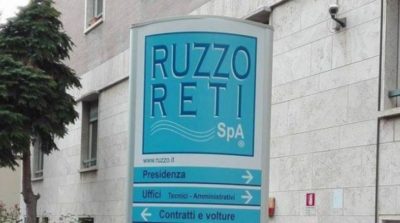 RUZZO
RETI
SpA
®
www.ruzzo.it
Presidenza
Uffici Tecnici - Amministrativi
Contratti e volture